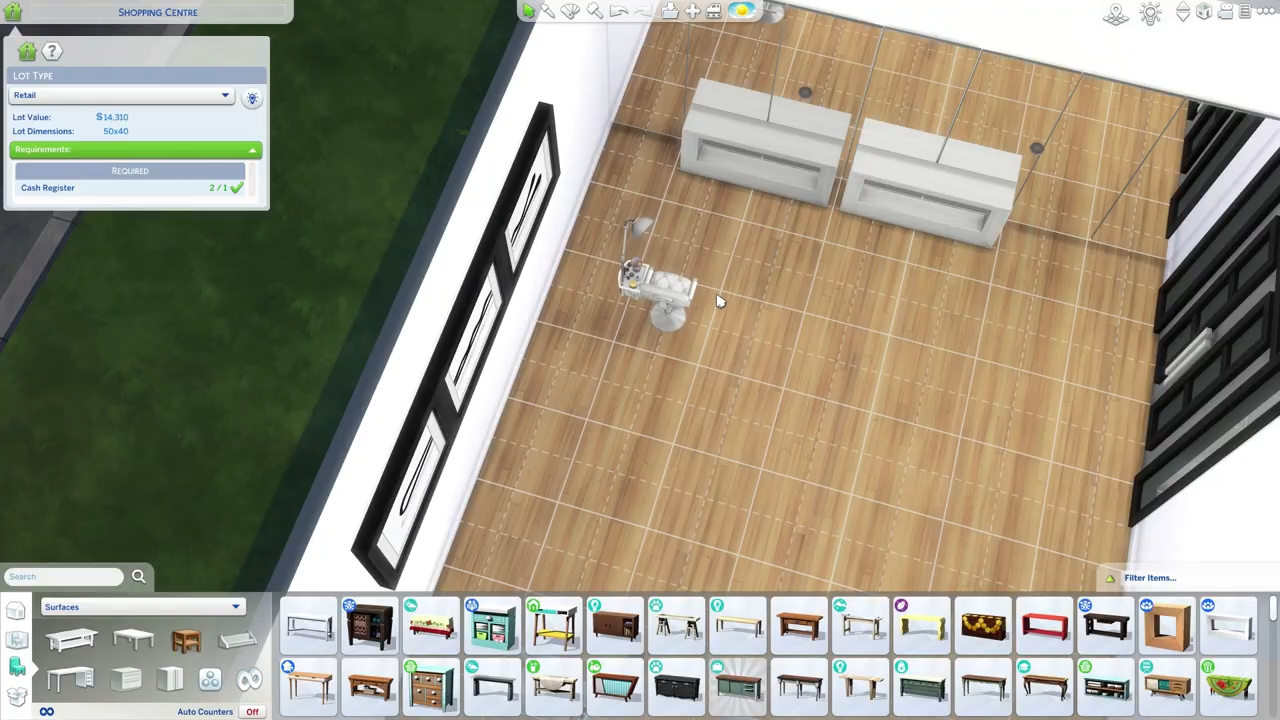 SHOPPING CENTRE
LOT TYPE
Retail
Lot Value: §14,310
Lot Dimensions: 50x40
Requirements:
REQUIRED
Cash Register 2 / 1
Search
Filter Items...
Surfaces
Auto Counters Off